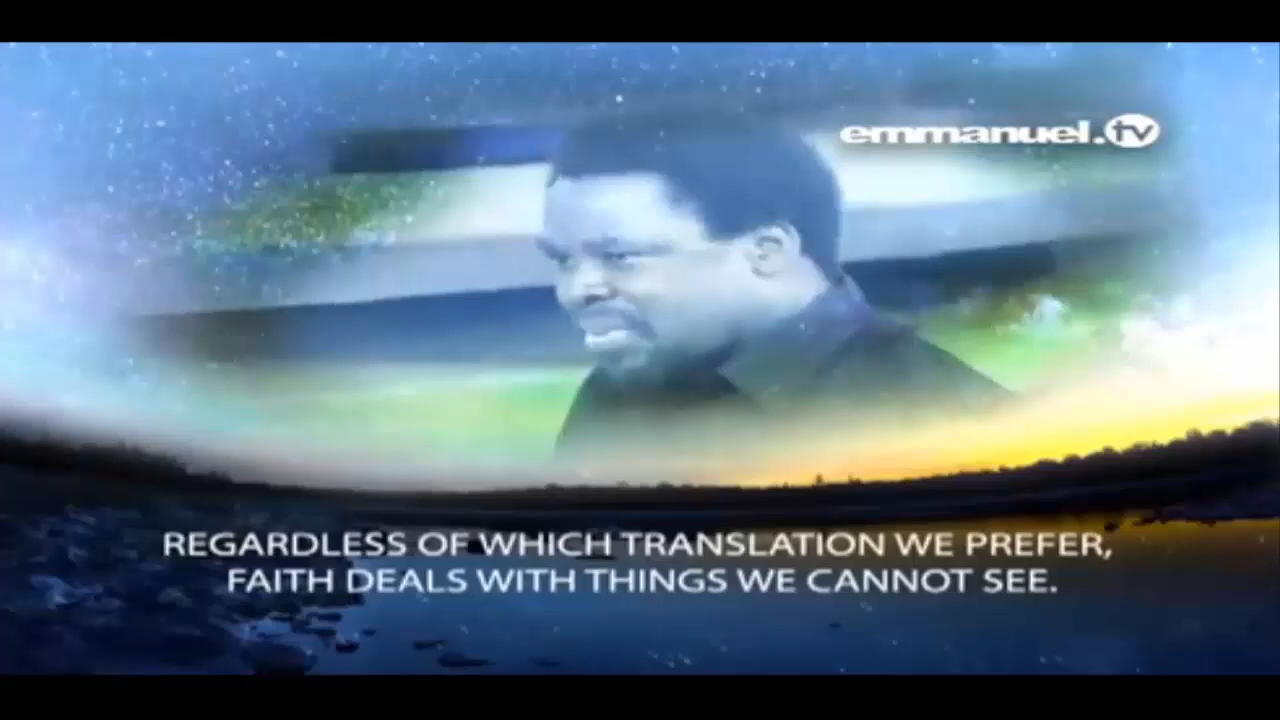 emmanuel.tv
REGARDLESS OF WHICH TRANSLATION WE PREFER,
FAITH DEALS WITH THINGS WE CANNOT SEE.